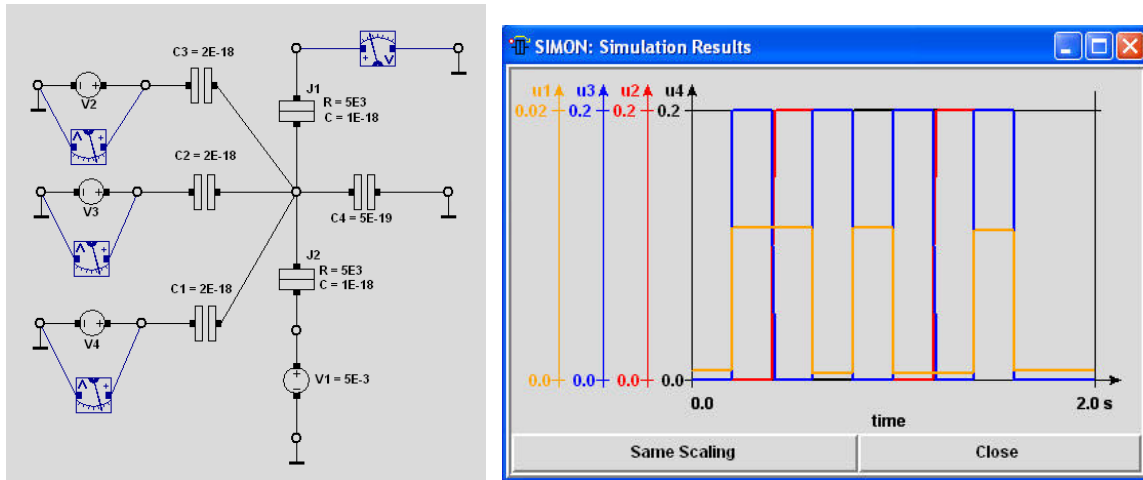 C3 = 2E-18
V2
V
J1
R = 5E3
C = 1E-18
V
C2 = 2E-18
V3
V
C4 = 5E-19
J2
R = 5E3
C = 1E-18
C1 = 2E-18
V4
V
V1 = 5E-3
SIMON: Simulation Results
u1 u3 u2 u4
0.02 0.2 0.2 0.2
0.0 0.0 0.0 0.0
0.0 2.0 s
time
Same Scaling Close